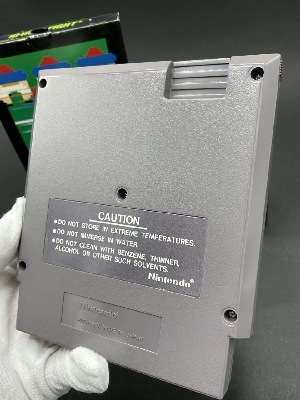 CAUTION
•DO NOT STORE IN EXTREME TEMPERATURES.
•DO NOT IMMERSE IN WATER.
•DO NOT CLEAN WITH BENZENE, THINNER,
ALCOHOL OR OTHER SUCH SOLVENTS.
Nintendo®
Nintendo